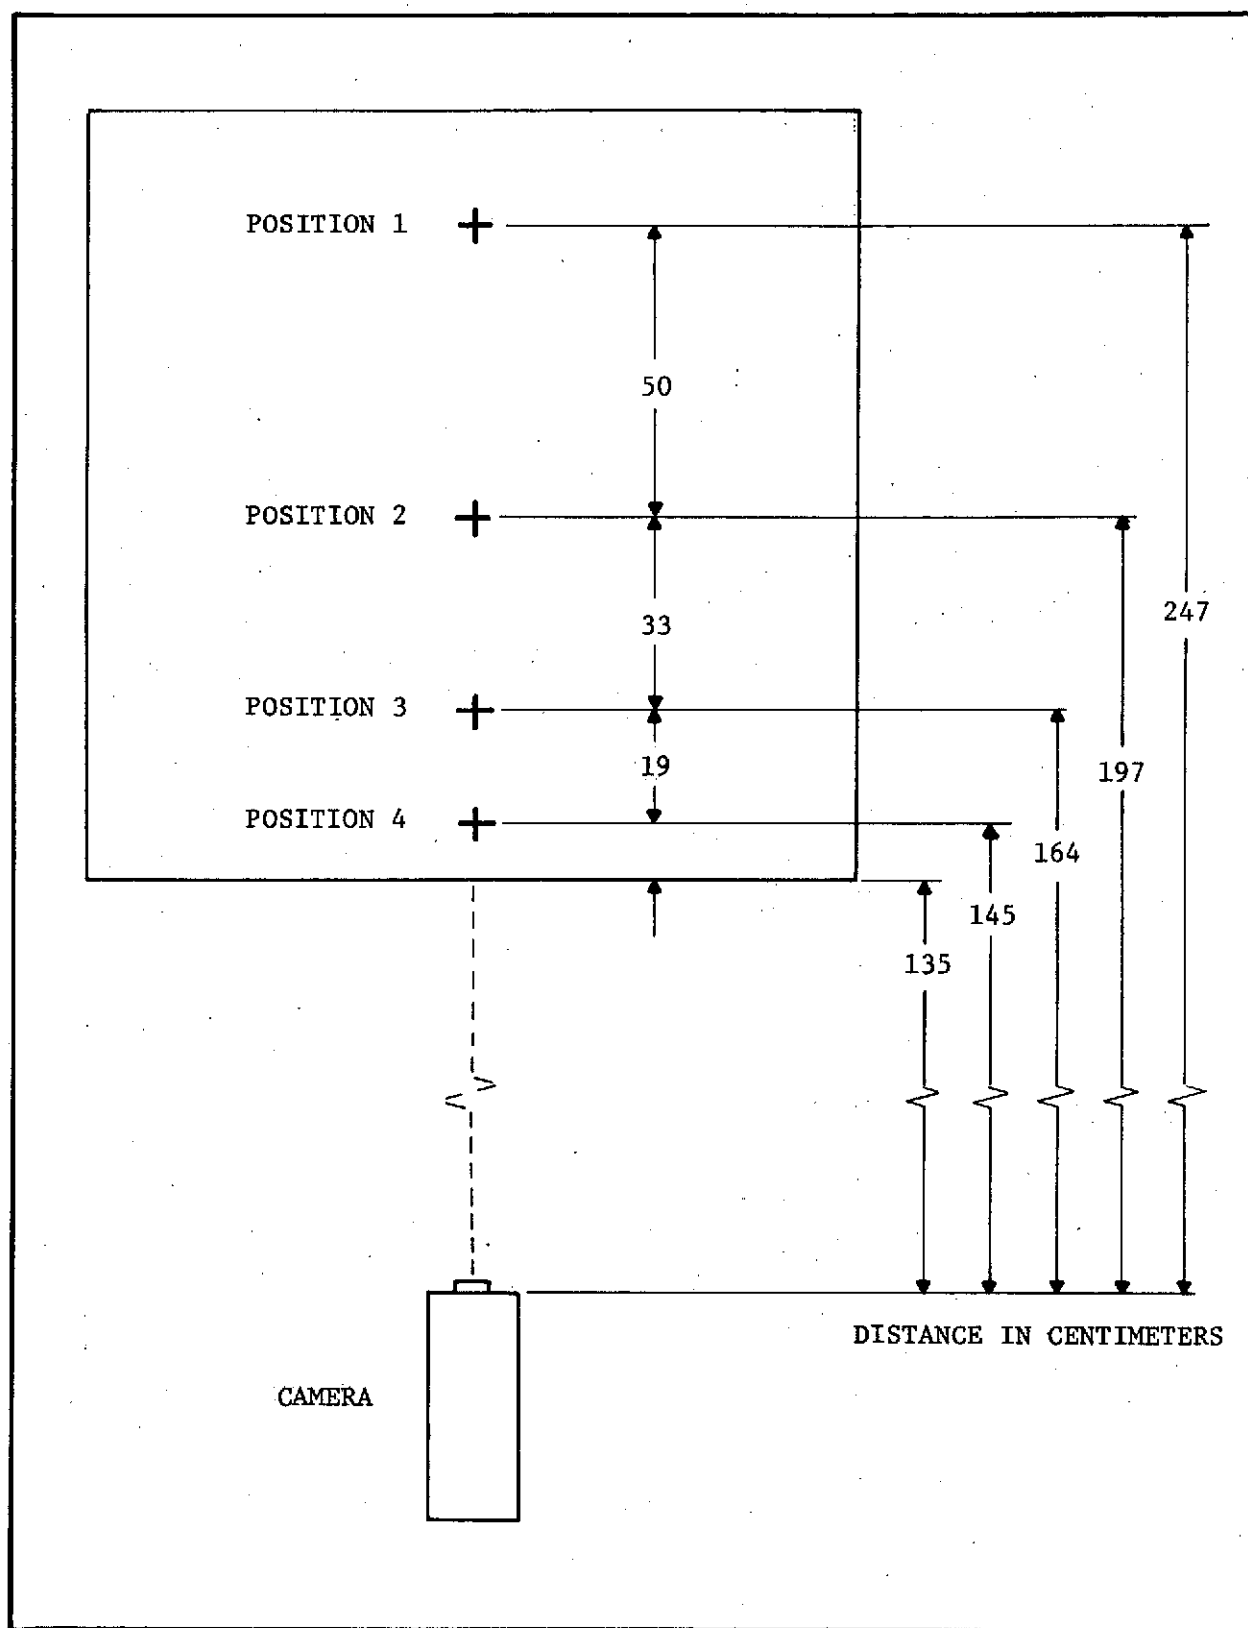 POSITION 1
50
POSITION 2
33
247
POSITION 3
19
197
POSITION 4
164
145
135
DISTANCE IN CENTIMETERS
CAMERA